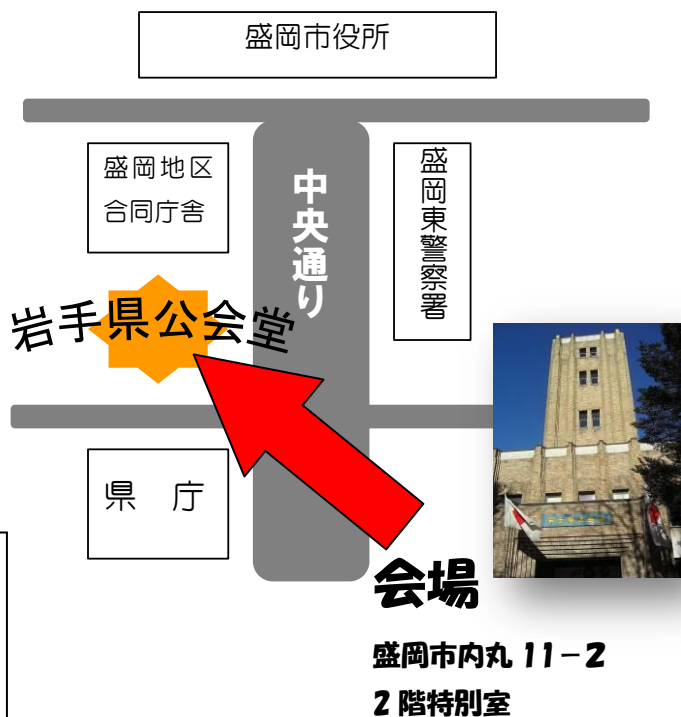 盛岡市役所
盛岡地区
合同庁舎
中央通り
盛岡東警察署
岩手県公会堂
県 庁
会場
盛岡市内丸 11-2
2 階特別室